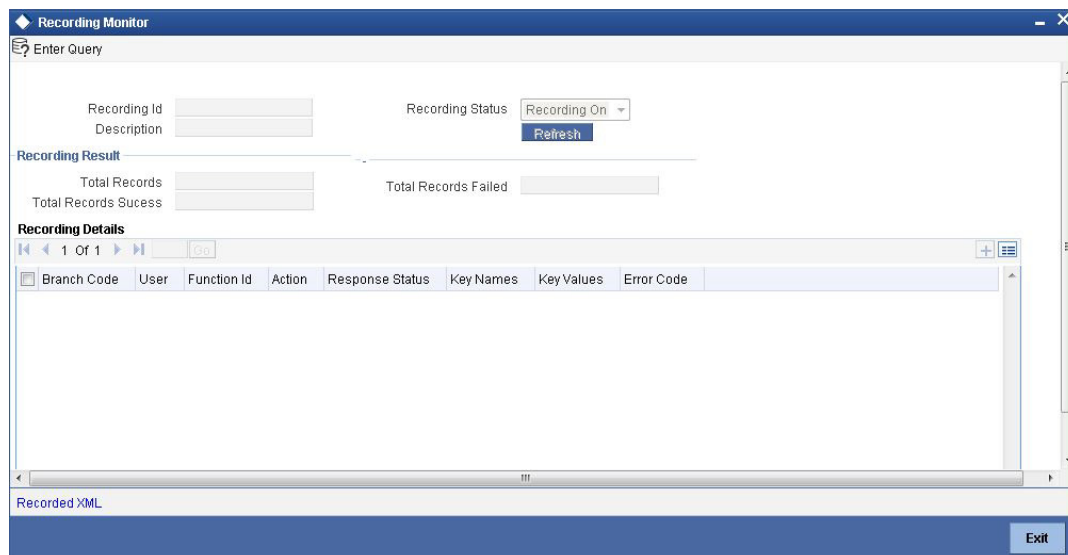 Recording Monitor
Enter Query
Recording Id
Recording Status Recording On
Description
Refresh
Recording Result
Total Records
Total Records Failed
Total Records Sucess
Recording Details
1 Of 1 Go
Branch Code User Function Id Action Response Status Key Names Key Values Error Code
Recorded XML
Exit